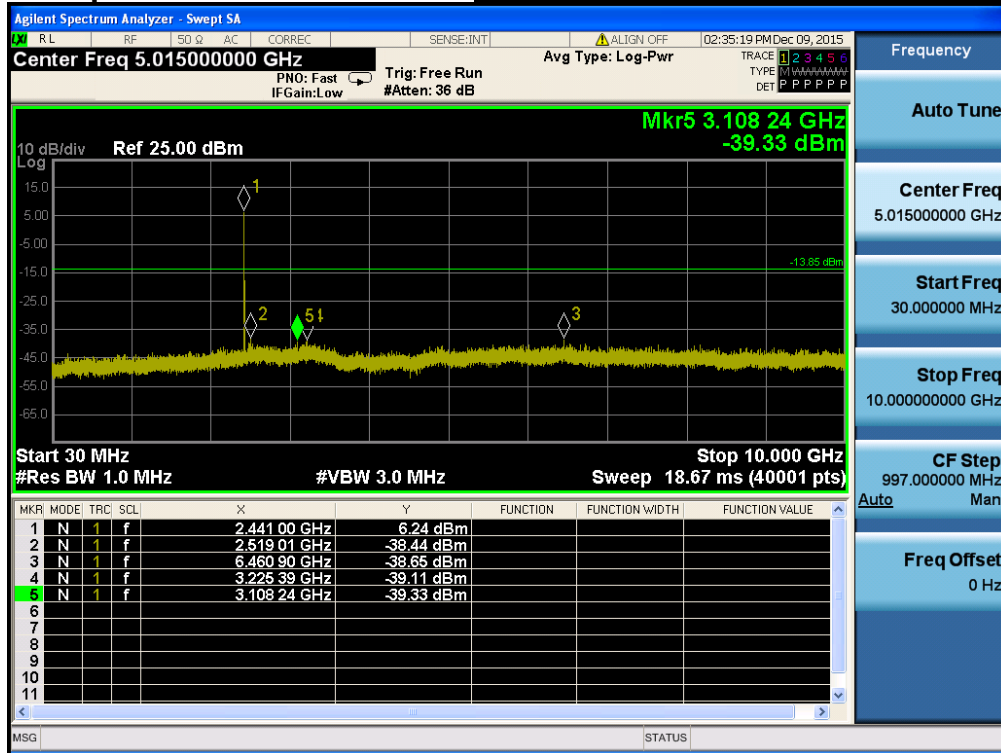 Agilent Spectrum Analyzer - Swept SA
LXI RL RF 50 Ω AC CORREC SENSE:INT ALIGN OFF 02:35:19 PM Dec 09, 2015
Center Freq 5.015000000 GHz
PNO: Fast
IFGain:Low
Trig: Free Run
#Atten: 36 dB
Avg Type: Log-Pwr
TRACE 1 2 3 4 5 6
TYPE M
DET P P P P P P
Mkr5 3.108 24 GHz
-39.33 dBm
10 dB/div Ref 25.00 dBm
Log
15.0
5.00
-5.00
-15.0
-25.0
-35.0
-45.0
-55.0
-65.0
1
-13.85 dBm
2
5
4
3
Start 30 MHz
Stop 10.000 GHz
#Res BW 1.0 MHz
#VBW 3.0 MHz
Sweep 18.67 ms (40001 pts)
MKR MODE TRC SCL X Y FUNCTION FUNCTION WIDTH FUNCTION VALUE
1 N 1 f 2.441 00 GHz 6.24 dBm
2 N 1 f 2.519 01 GHz -38.44 dBm
3 N 1 f 6.460 90 GHz -38.65 dBm
4 N 1 f 3.225 39 GHz -39.11 dBm
5 N 1 f 3.108 24 GHz -39.33 dBm
6
7
8
9
10
11
MSG
STATUS
Frequency
Auto Tune
Center Freq
5.015000000 GHz
Start Freq
30.000000 MHz
Stop Freq
10.000000000 GHz
CF Step
997.000000 MHz
Auto Man
Freq Offset
0 Hz